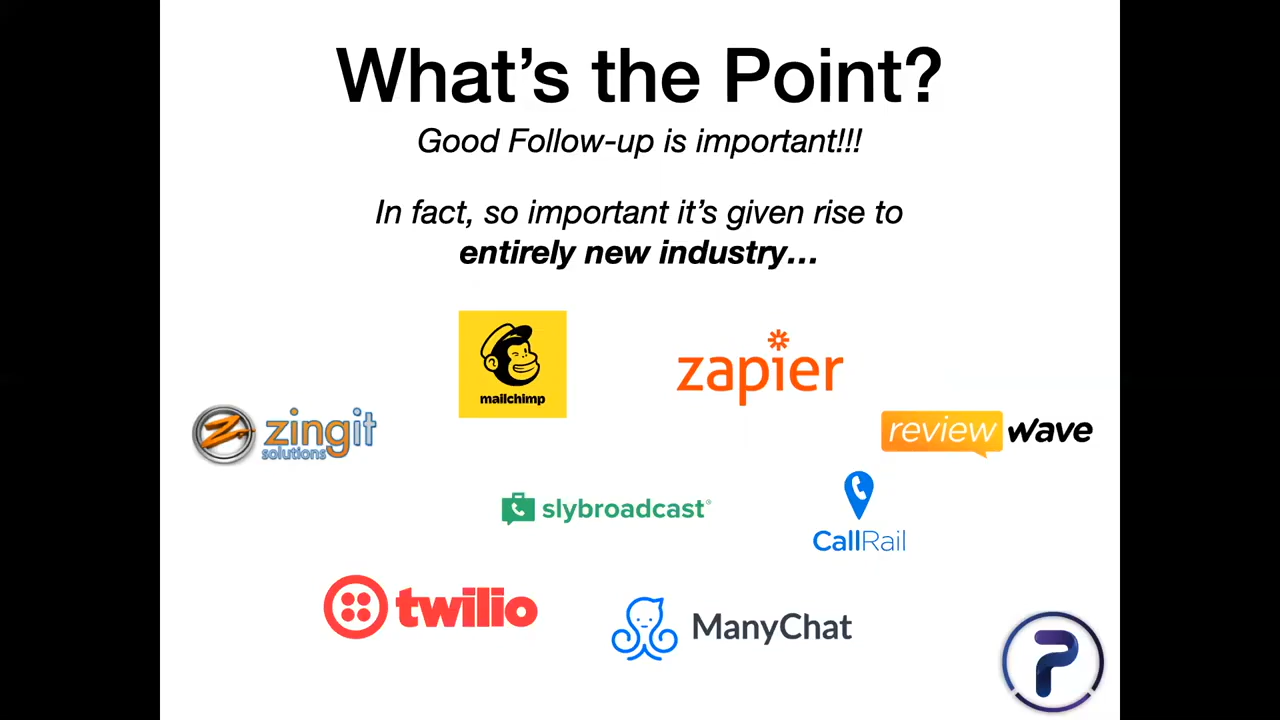 What's the Point?
Good Follow-up is important!!!
In fact, so important it's given rise to
entirely new industry...
mailchimp
zapier
zingit
solutions
review wave
slybroadcast®
CallRail
twilio
ManyChat
P